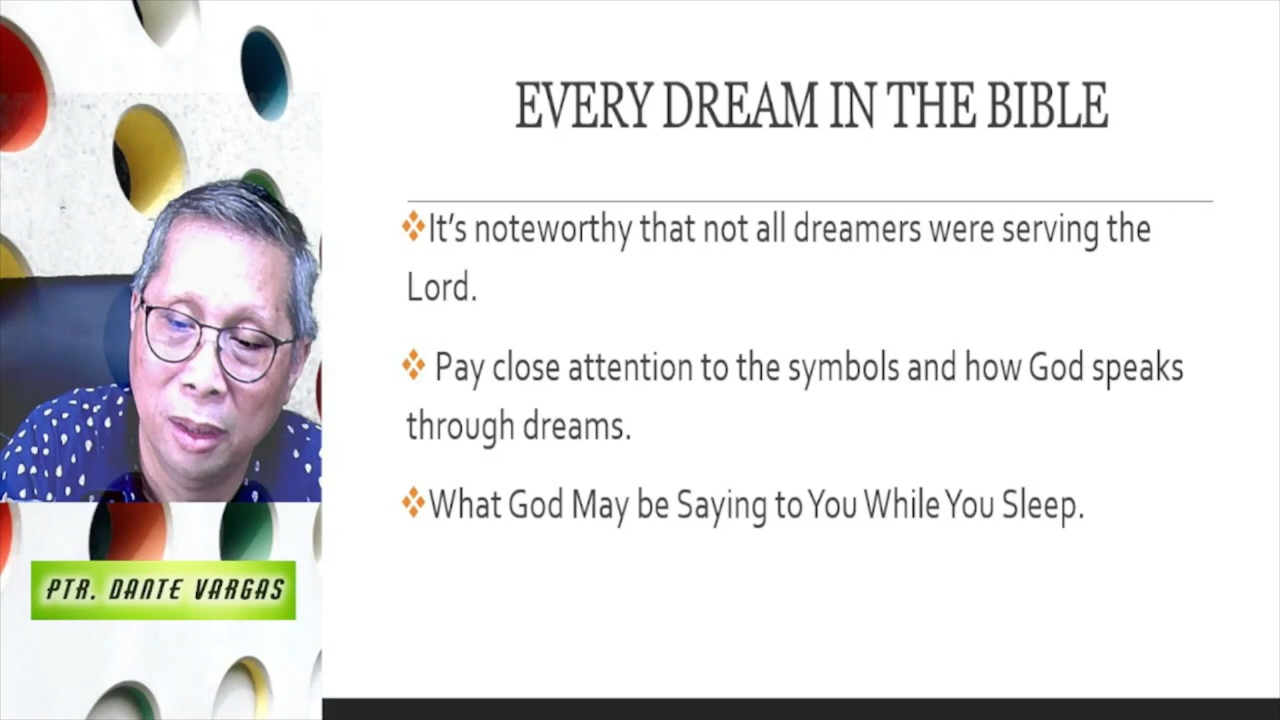 EVERY DREAM IN THE BIBLE
❖It's noteworthy that not all dreamers were serving the
Lord.
❖ Pay close attention to the symbols and how God speaks
through dreams.
❖What God May be Saying to You While You Sleep.
PTR. DANTE VARGAS